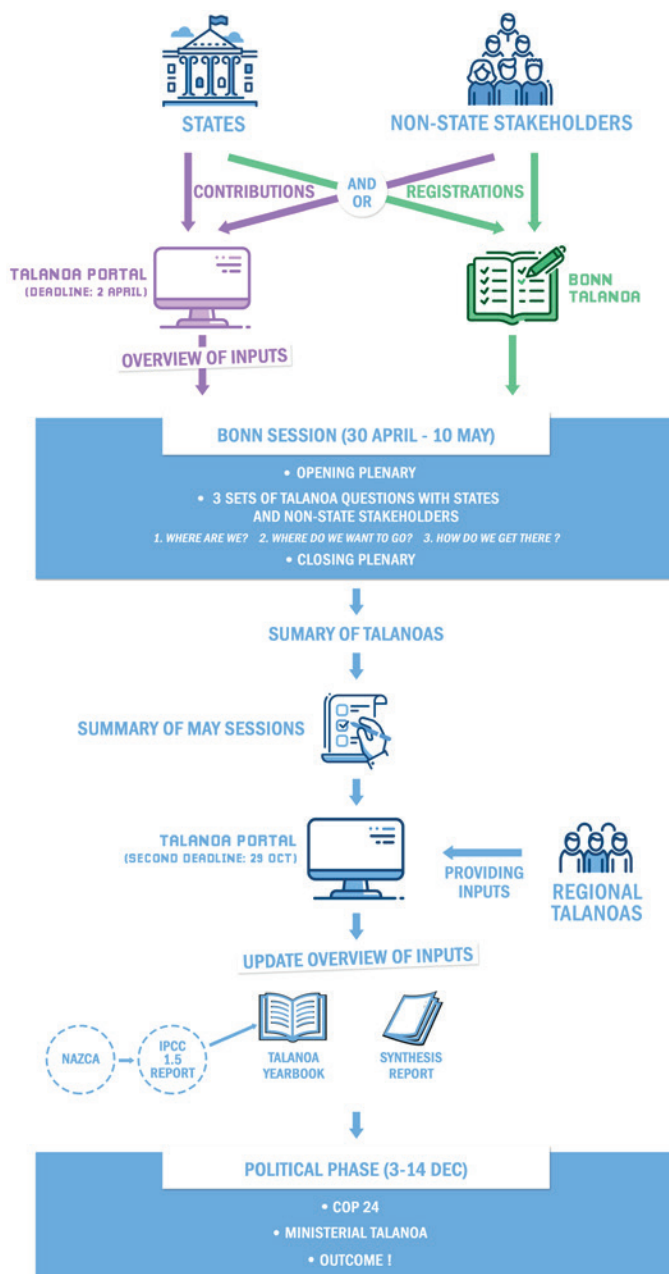 STATES
NON-STATE STAKEHOLDERS
CONTRIBUTIONS
AND
OR
REGISTRATIONS
TALANOA PORTAL
(DEADLINE: 2 APRIL)
BONN
TALANOA
OVERVIEW OF INPUTS
BONN SESSION (30 APRIL - 10 MAY)
• OPENING PLENARY
• 3 SETS OF TALANOA QUESTIONS WITH STATES
AND NON-STATE STAKEHOLDERS
1. WHERE ARE WE? 2. WHERE DO WE WANT TO GO? 3. HOW DO WE GET THERE ?
• CLOSING PLENARY
SUMARY OF TALANOAS
SUMMARY OF MAY SESSIONS
TALANOA PORTAL
(SECOND DEADLINE: 29 OCT)
PROVIDING
INPUTS
REGIONAL
TALANOAS
UPDATE OVERVIEW OF INPUTS
NAZCA
IPCC
1.5
REPORT
TALANOA
YEARBOOK
SYNTHESIS
REPORT
POLITICAL PHASE (3-14 DEC)
• COP 24
• MINISTERIAL TALANOA
• OUTCOME !